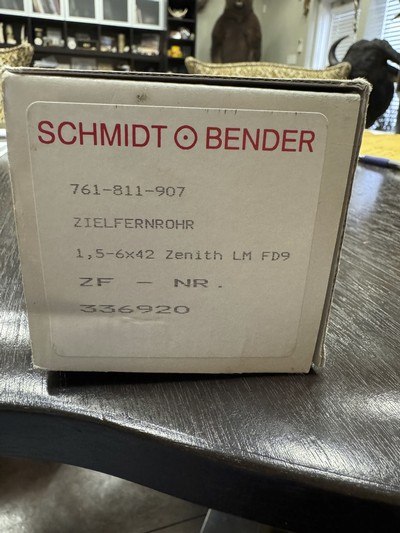 SCHMIDT BENDER
761-811-907
ZIELFERNROHR
1,5-6x42 Zenith LM FD9
ZF - NR.
336920